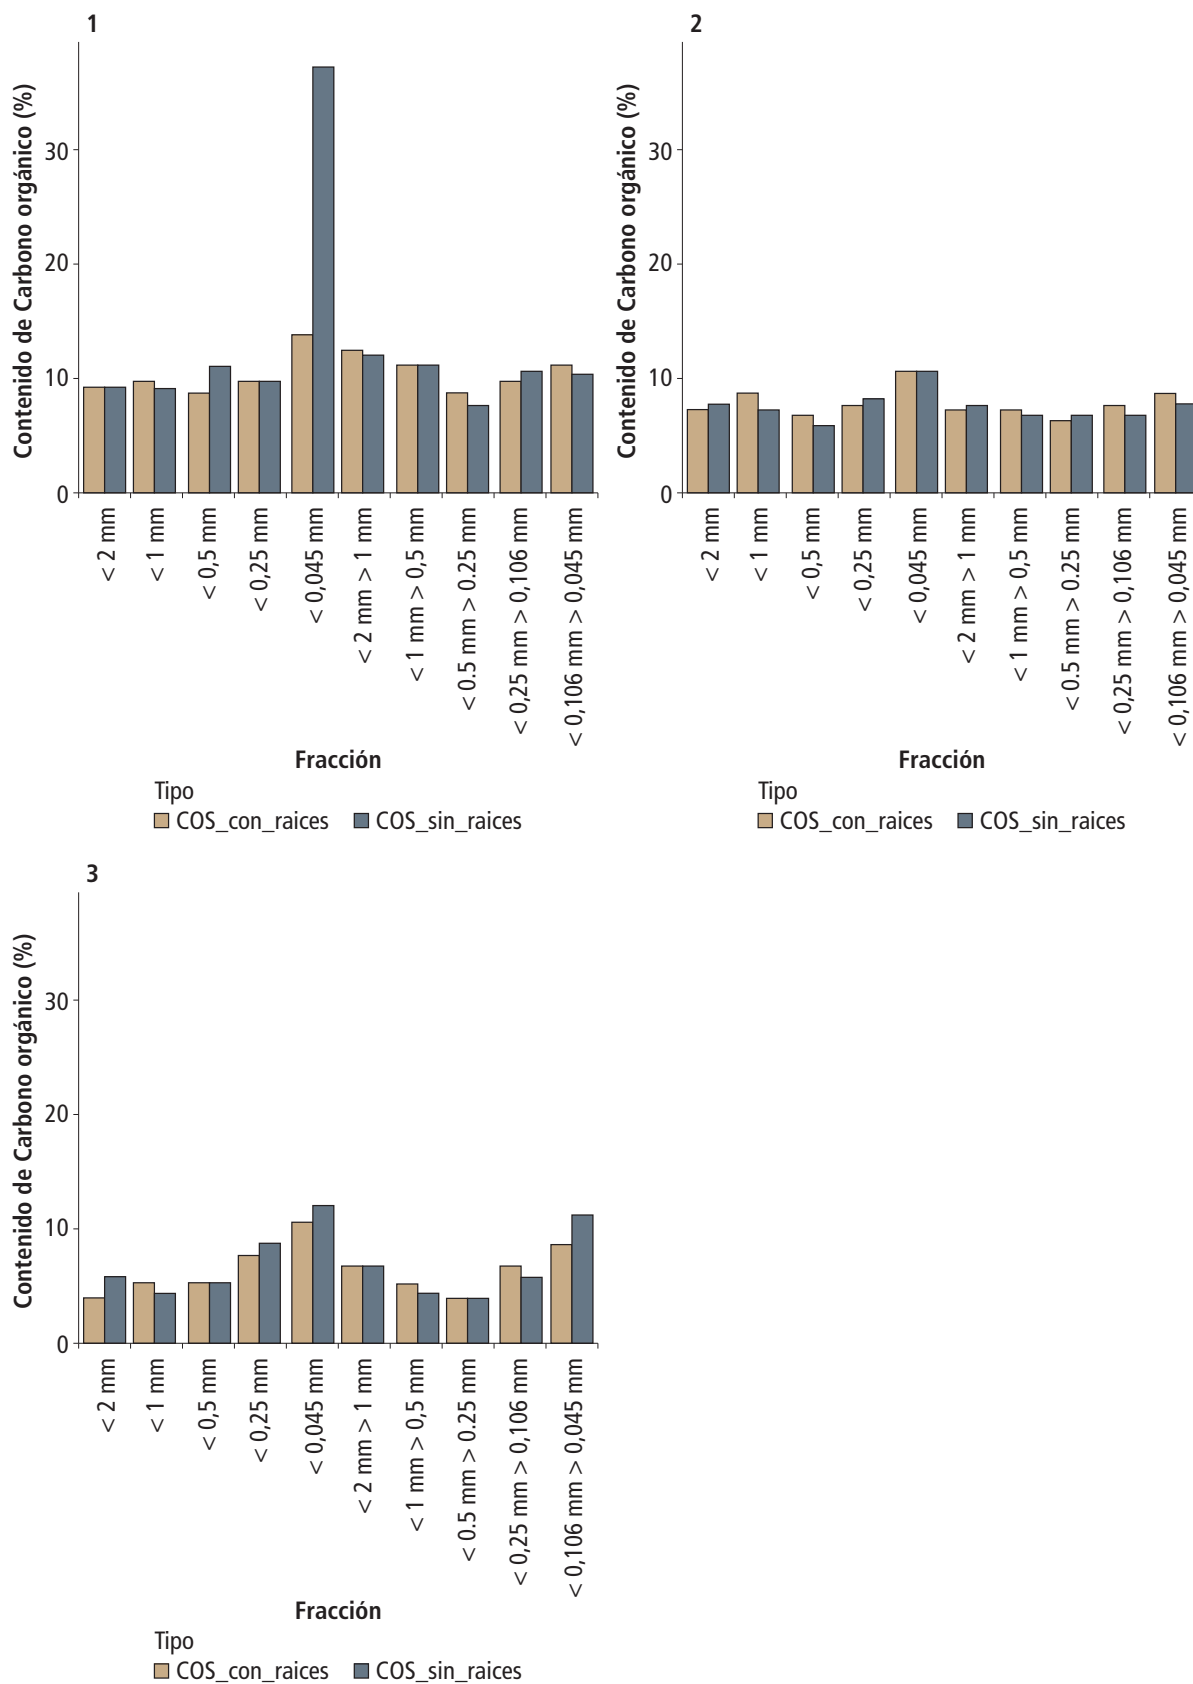 1
Contenido de Carbono orgánico (%)
30
20
10
0
< 2 mm
< 1 mm
< 0,5 mm
< 0,25 mm
< 0,045 mm
< 2 mm > 1 mm
< 1 mm > 0,5 mm
< 0.5 mm > 0.25 mm
< 0,25 mm > 0,106 mm
< 0,106 mm > 0,045 mm
Fracción
Tipo
COS_con_raices COS_sin_raices
2
Contenido de Carbono orgánico (%)
30
20
10
0
< 2 mm
< 1 mm
< 0,5 mm
< 0,25 mm
< 0,045 mm
< 2 mm > 1 mm
< 1 mm > 0,5 mm
< 0.5 mm > 0.25 mm
< 0,25 mm > 0,106 mm
< 0,106 mm > 0,045 mm
Fracción
Tipo
COS_con_raices COS_sin_raices
3
Contenido de Carbono orgánico (%)
30
20
10
0
< 2 mm
< 1 mm
< 0,5 mm
< 0,25 mm
< 0,045 mm
< 2 mm > 1 mm
< 1 mm > 0,5 mm
< 0.5 mm > 0.25 mm
< 0,25 mm > 0,106 mm
< 0,106 mm > 0,045 mm
Fracción
Tipo
COS_con_raices COS_sin_raices